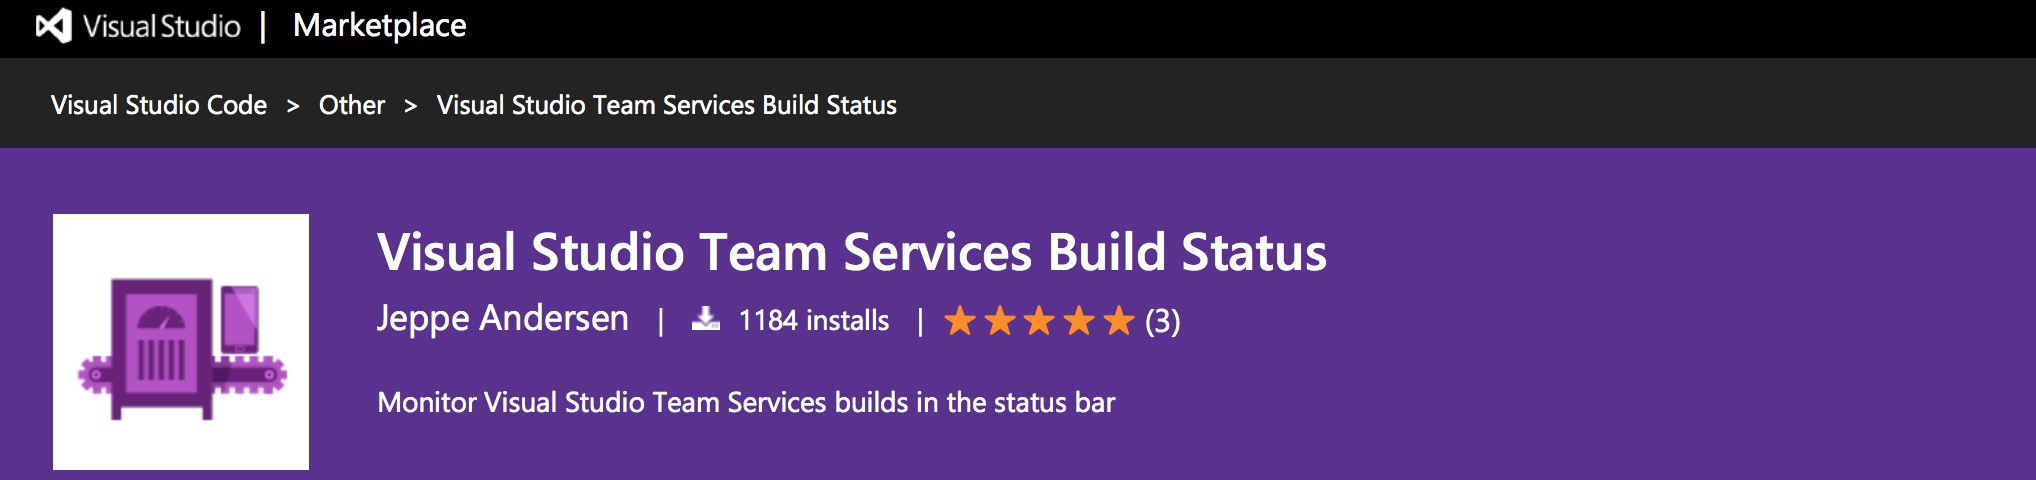 Visual Studio | Marketplace
Visual Studio Code > Other > Visual Studio Team Services Build Status
Visual Studio Team Services Build Status
Jeppe Andersen | 1184 installs | (3)
Monitor Visual Studio Team Services builds in the status bar